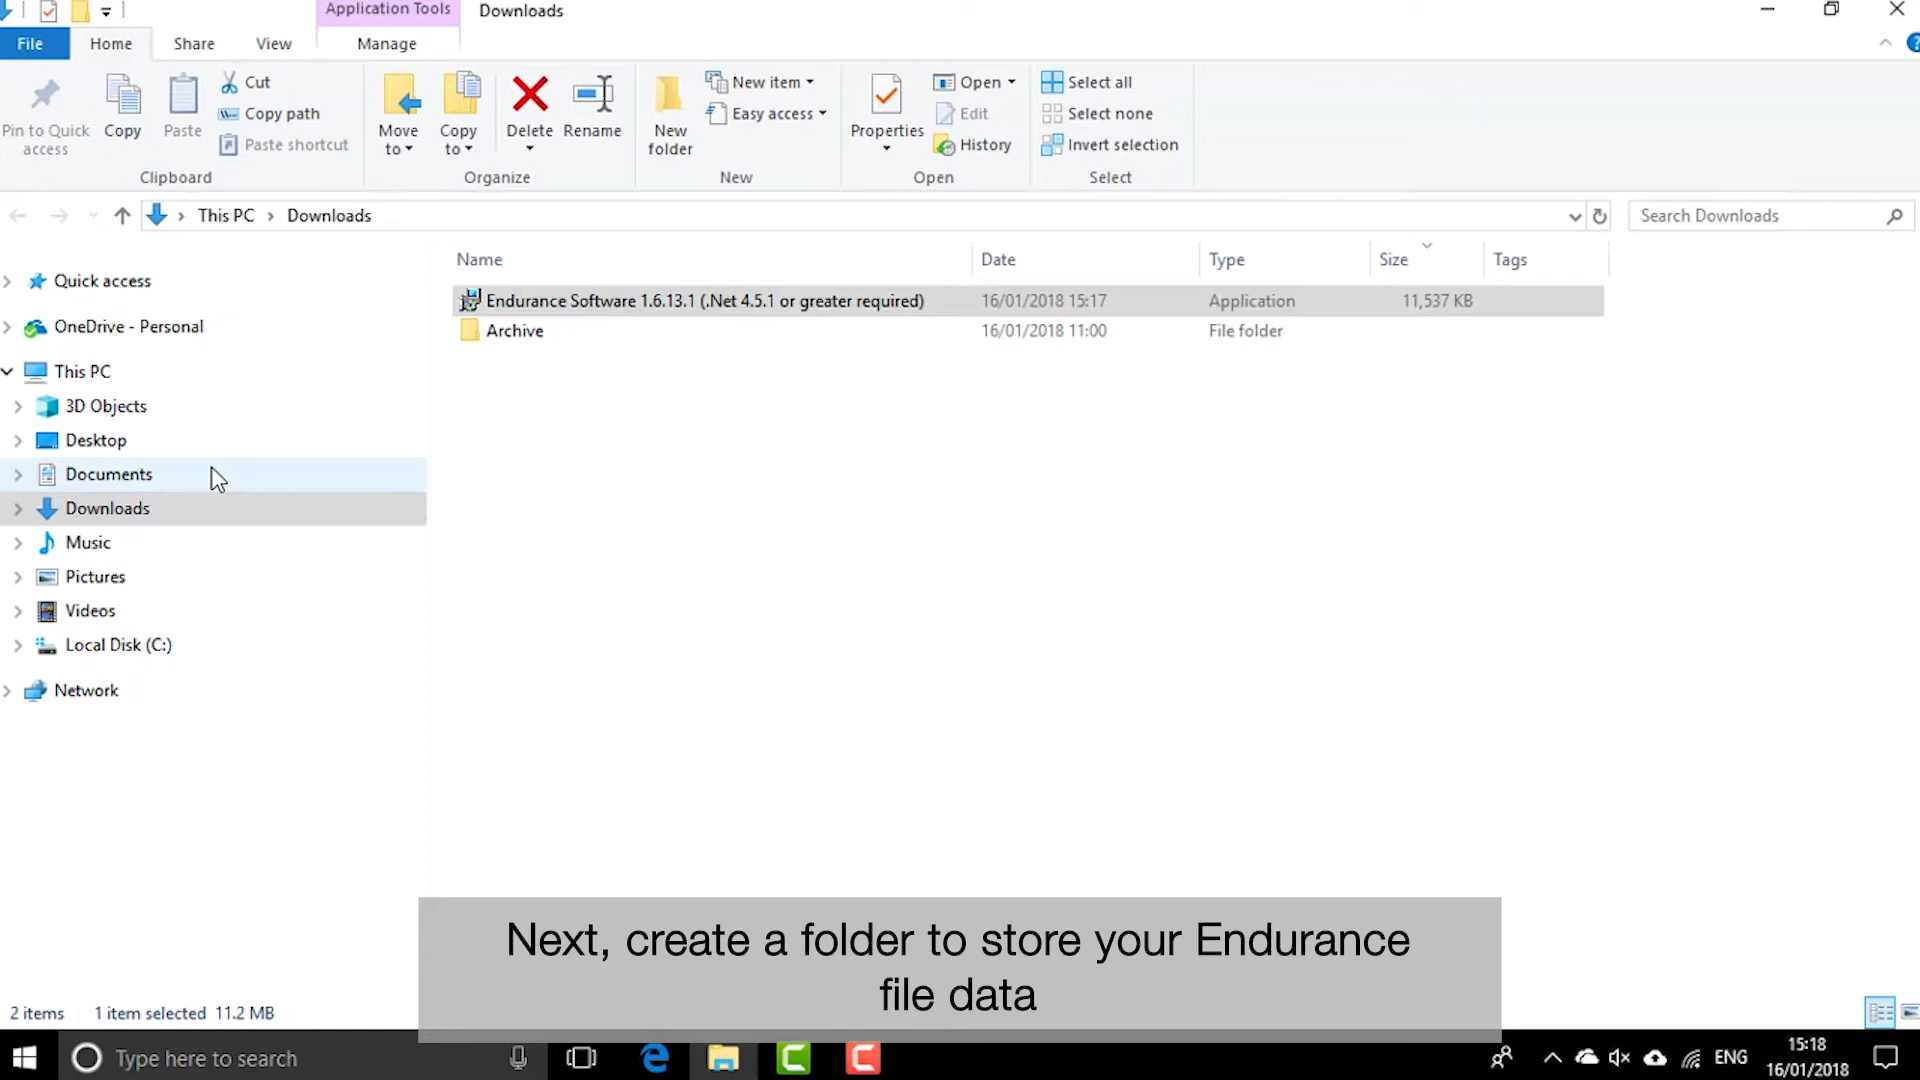 Application Tools
Downloads
File
Home
Share
View
Manage
Pin to Quick
access
Copy
Paste
Cut
Copy path
Paste shortcut
Clipboard
Move
to
Copy
to
Delete
Rename
Organize
New
folder
New item
Easy access
New
Properties
Open
Edit
History
Open
Select all
Select none
Invert selection
Select
This PC > Downloads
Search Downloads
Name Date Type Size Tags
Quick access
OneDrive - Personal
This PC
3D Objects
Desktop
Documents
Downloads
Music
Pictures
Videos
Local Disk (C:)
Network
Endurance Software 1.6.13.1 (.Net 4.5.1 or greater required) 16/01/2018 15:17 Application 11,537 KB
Archive 16/01/2018 11:00 File folder
Next, create a folder to store your Endurance
file data
2 items 1 item selected 11.2 MB
Type here to search
ENG
15:18
16/01/2018